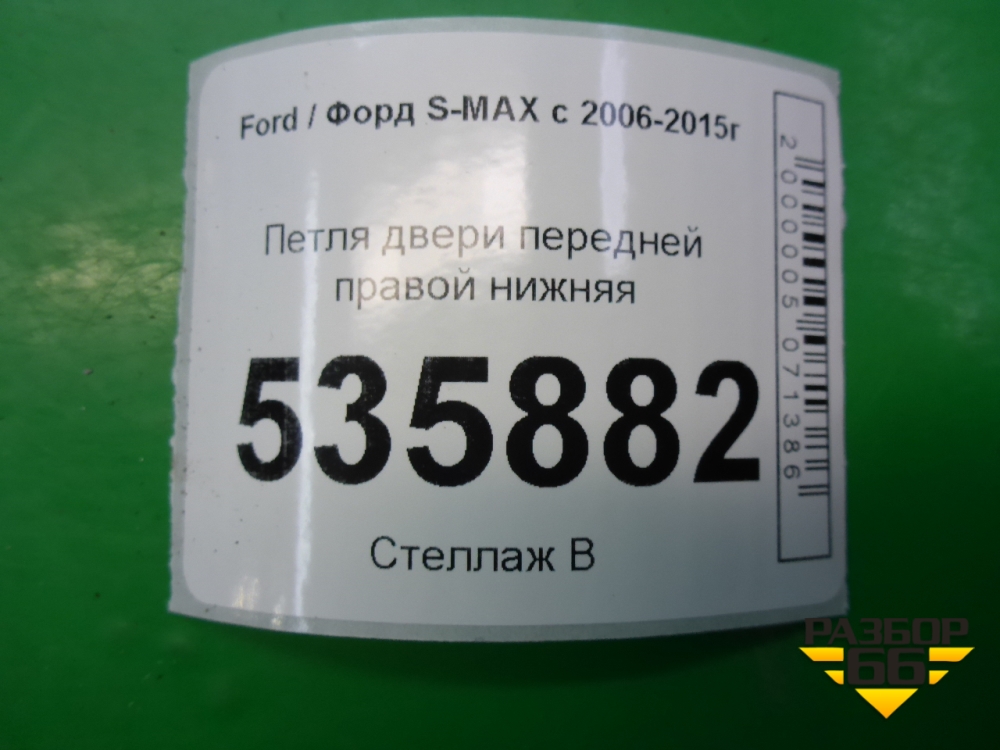 Ford / Форд S-MAX с 2006-2015г
Петля двери передней
правой нижняя
535882
Стеллаж В
2000005071386
РАЗБОР
66